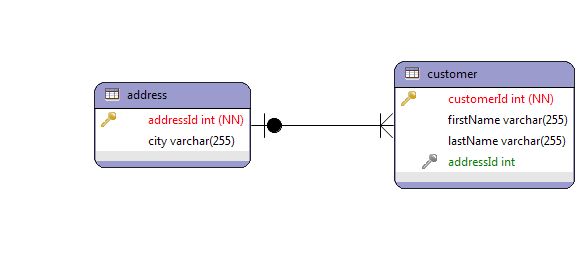 address
addressId int (NN)
city varchar(255)
customer
customerId int (NN)
firstName varchar(255)
lastName varchar(255)
addressId int